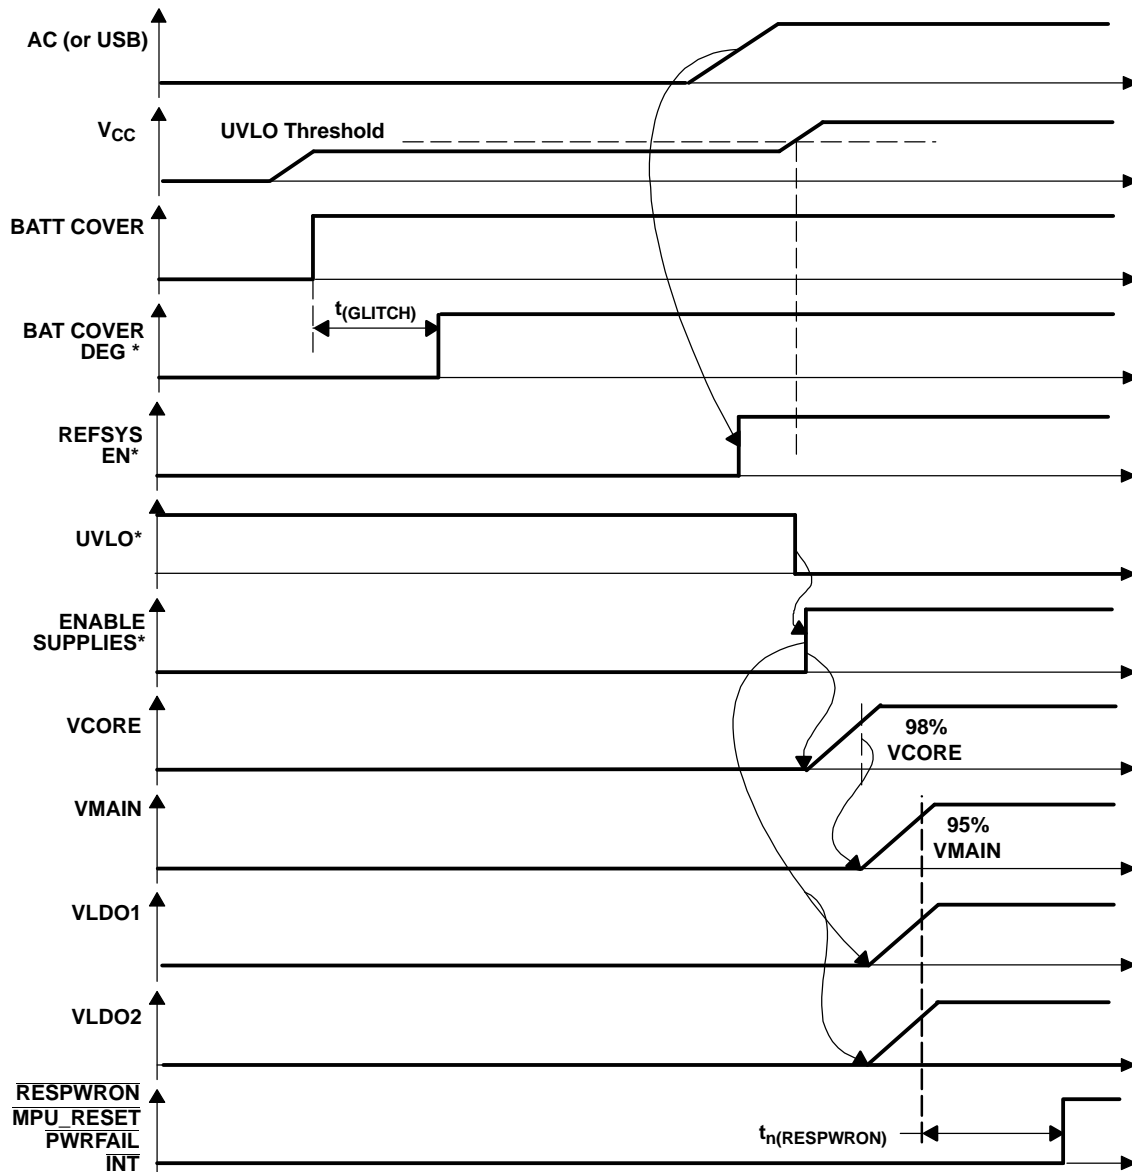 AC (or USB)
VCC
UVLO Threshold
BATT COVER
t(GLITCH)
BAT COVER
DEG *
REFSYS
EN*
UVLO*
ENABLE
SUPPLIES*
VCORE
98%
VCORE
VMAIN
95%
VMAIN
VLDO1
VLDO2
RESPWRON
MPU_RESET
PWRFAIL
INT
tn(RESPWRON)